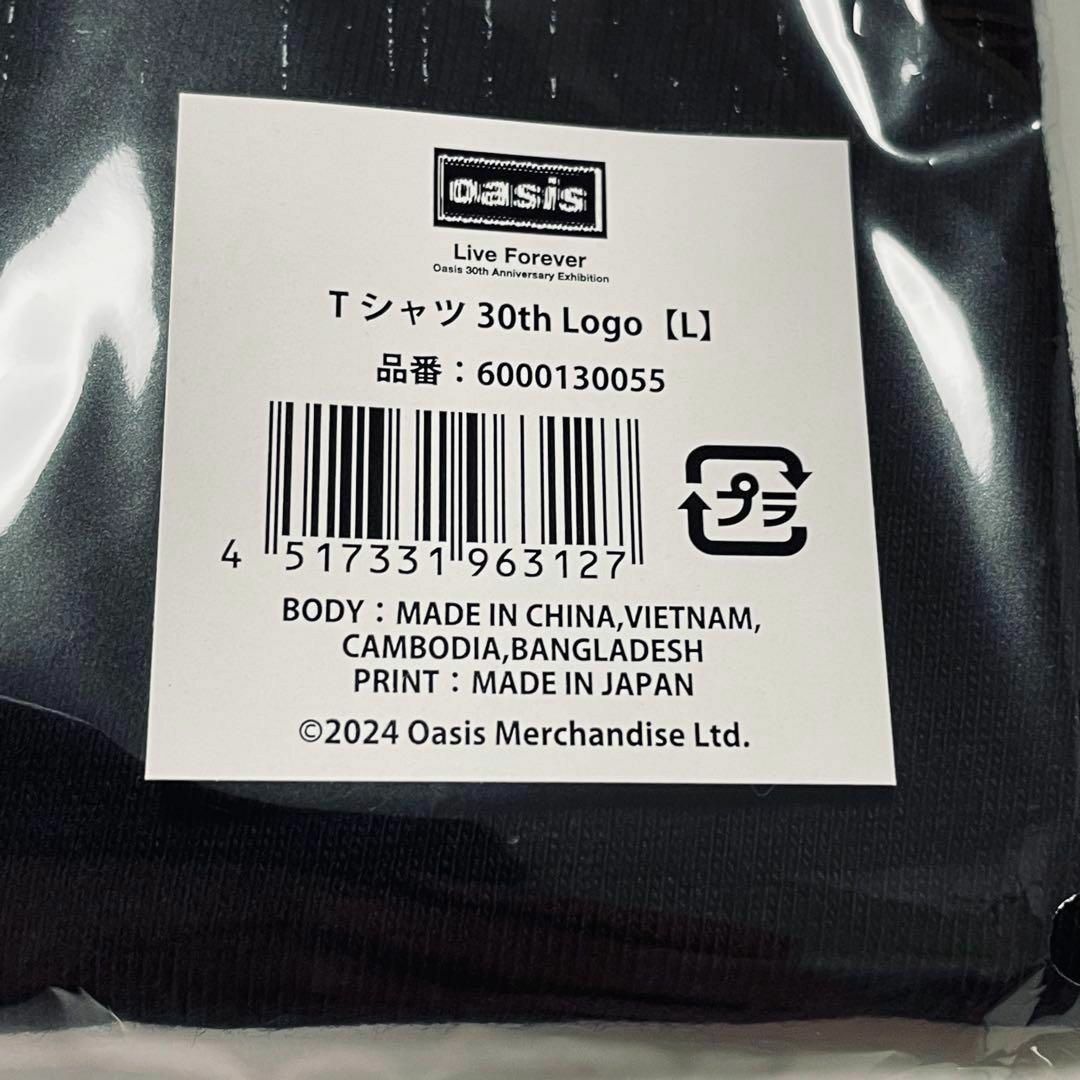 oasis
Live Forever
Oasis 30th Anniversary Exhibition
Tシャツ 30th Logo【L】
品番：6000130055
4 517331 963127
プラ
BODY：MADE IN CHINA,VIETNAM,
CAMBODIA,BANGLADESH
PRINT：MADE IN JAPAN
©2024 Oasis Merchandise Ltd.